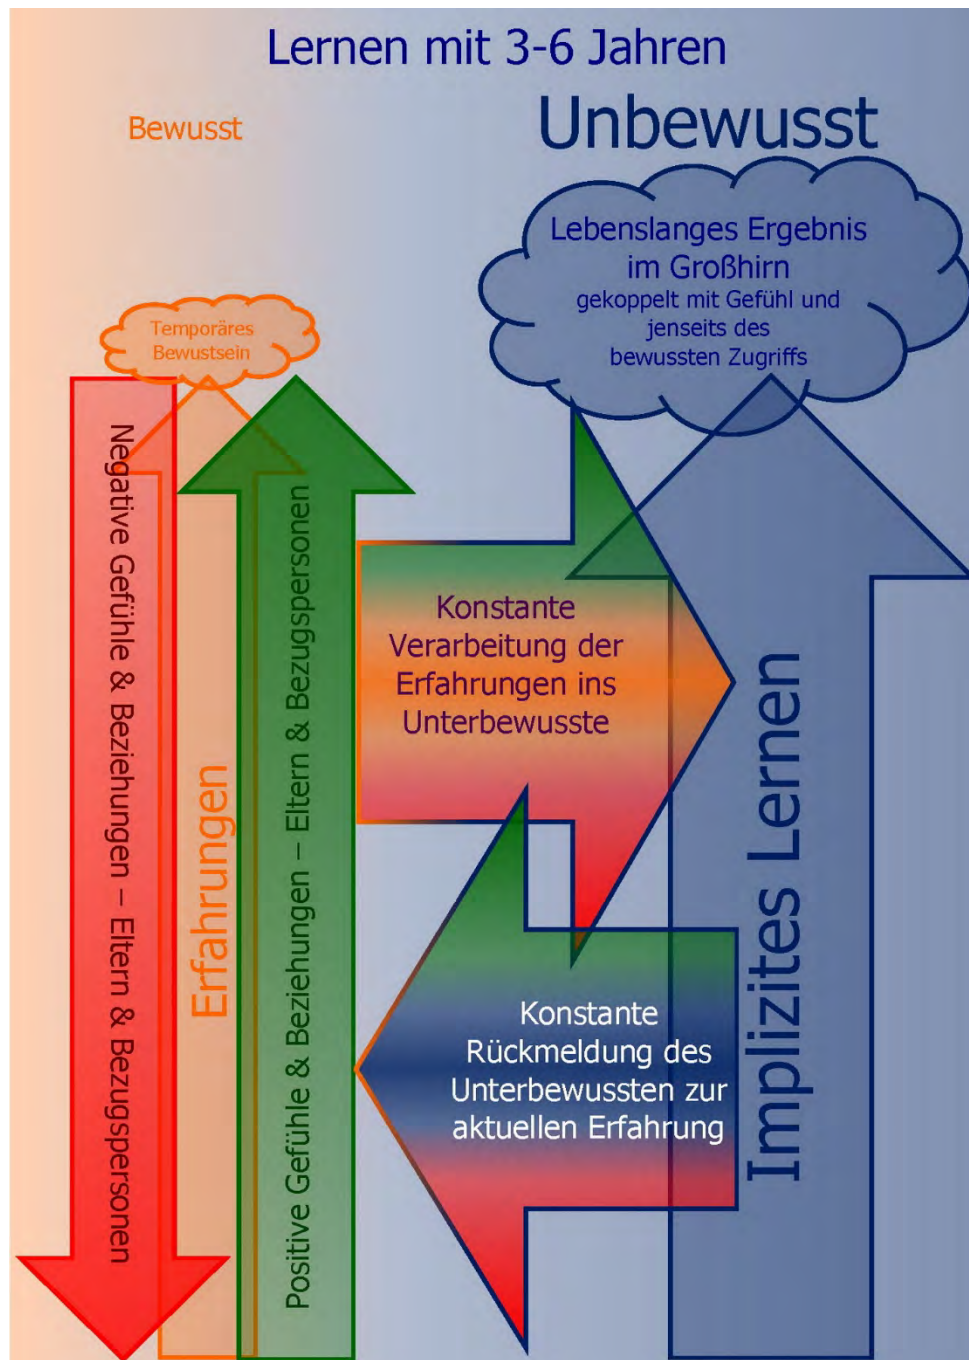 Lernen mit 3-6 Jahren
Bewusst
Unbewusst
Lebenslanges Ergebnis
im Großhirn
gekoppelt mit Gefühl und
jenseits des
bewussten Zugriffs
Temporäres
Bewustsein
Negative Gefühle & Beziehungen – Eltern & Bezugspersonen
Erfahrungen
Positive Gefühle & Beziehungen – Eltern & Bezugspersonen
Konstante
Verarbeitung der
Erfahrungen ins
Unterbewusste
Konstante
Rückmeldung des
Unterbewussten zur
aktuellen Erfahrung
Implizites Lernen